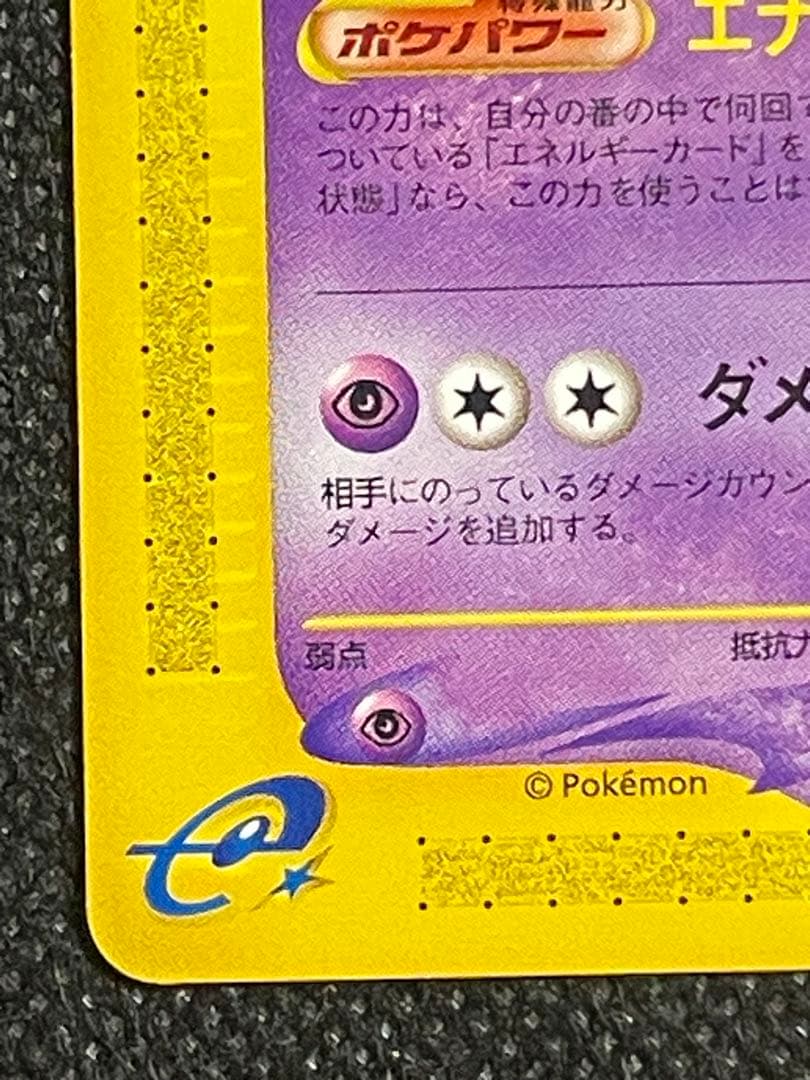 特殊能力
ポケパワー
エナ
この力は、自分の番の中で何回
ついている「エネルギーカード」を
状態」なら、この力を使うことは
ダメ
相手にのっているダメージカウン
ダメージを追加する。
弱点
抵抗力
© Pokémon
e